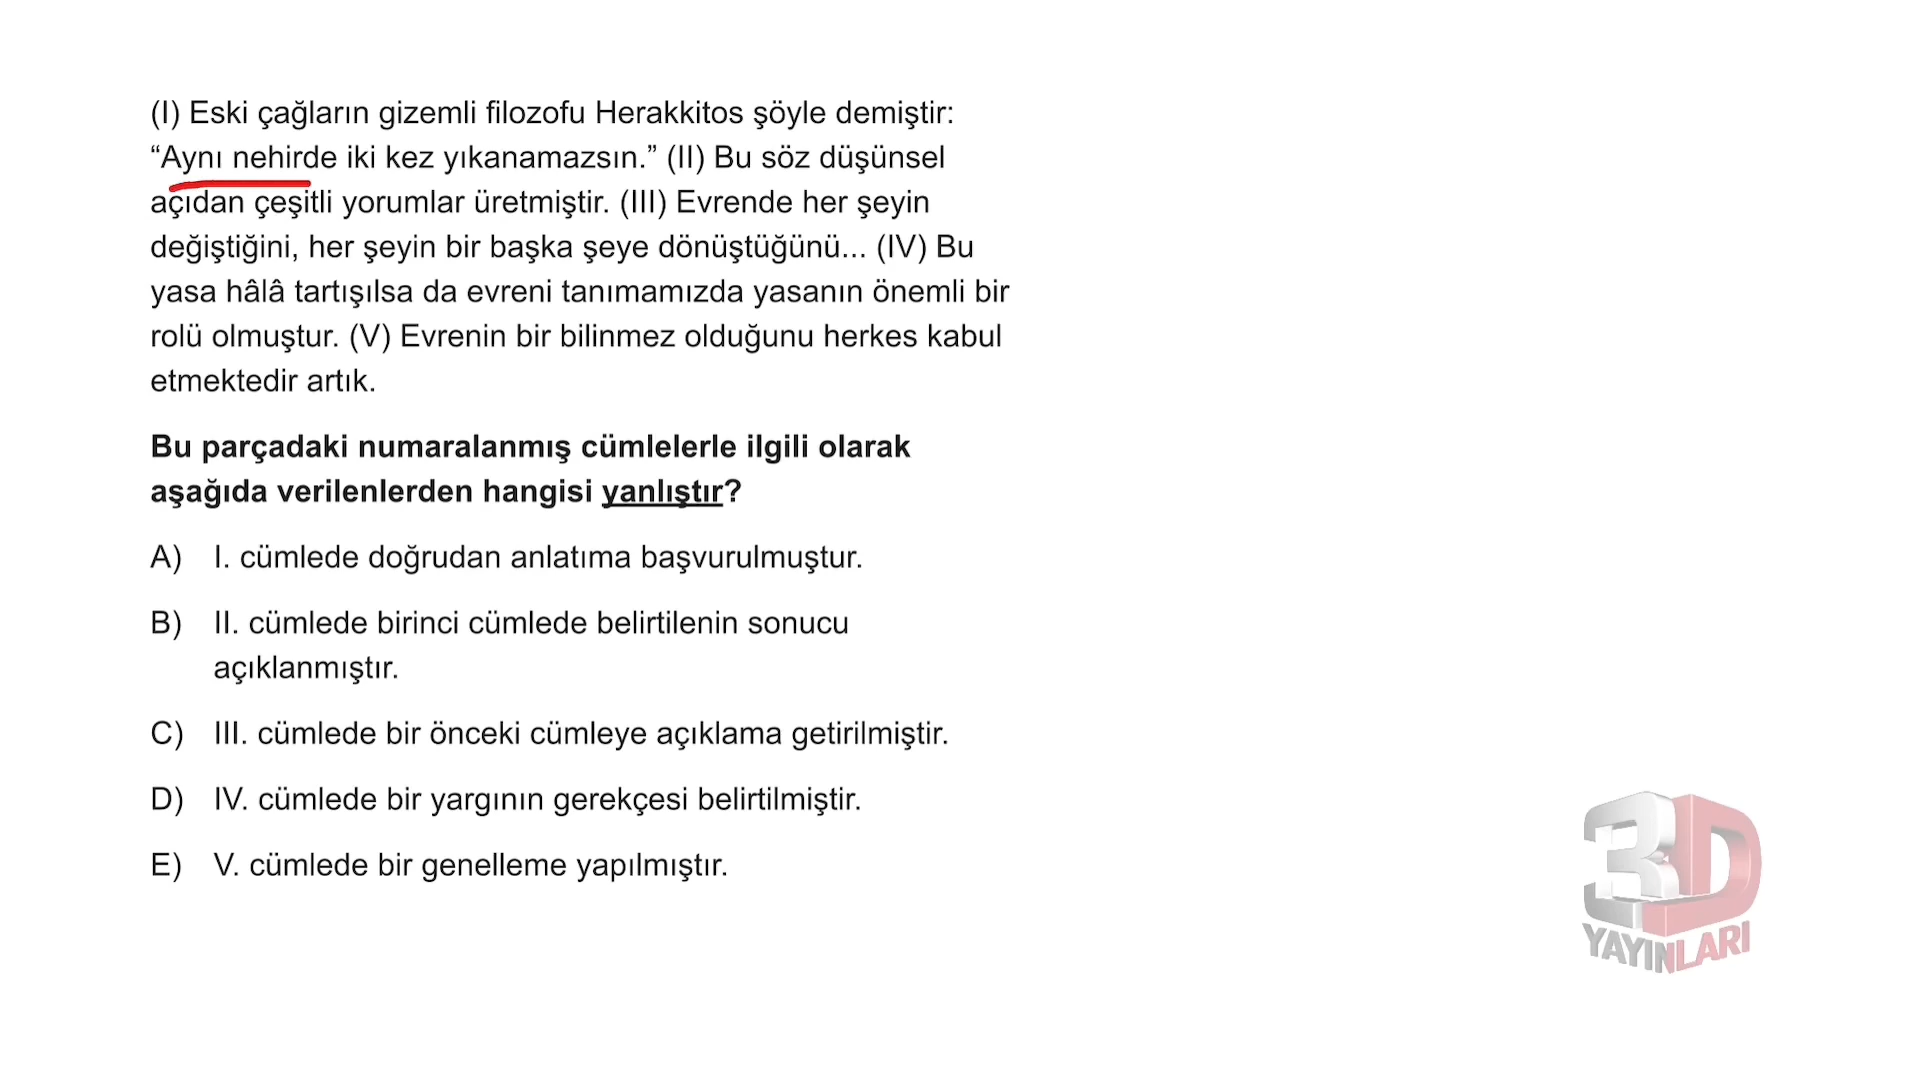 (I) Eski çağların gizemli filozofu Herakkitos şöyle demiştir:
“Aynı nehirde iki kez yıkanamazsın.” (II) Bu söz düşünsel
açıdan çeşitli yorumlar üretmiştir. (III) Evrende her şeyin
değiştiğini, her şeyin bir başka şeye dönüştüğünü... (IV) Bu
yasa hâlâ tartışılsa da evreni tanımamızda yasanın önemli bir
rolü olmuştur. (V) Evrenin bir bilinmez olduğunu herkes kabul
etmektedir artık.
Bu parçadaki numaralanmış cümlelerle ilgili olarak
aşağıda verilenlerden hangisi yanlıştır?
A) I. cümlede doğrudan anlatıma başvurulmuştur.
B) II. cümlede birinci cümlede belirtilenin sonucu
açıklanmıştır.
C) III. cümlede bir önceki cümleye açıklama getirilmiştir.
D) IV. cümlede bir yargının gerekçesi belirtilmiştir.
E) V. cümlede bir genelleme yapılmıştır.
3D
YAYINLARI